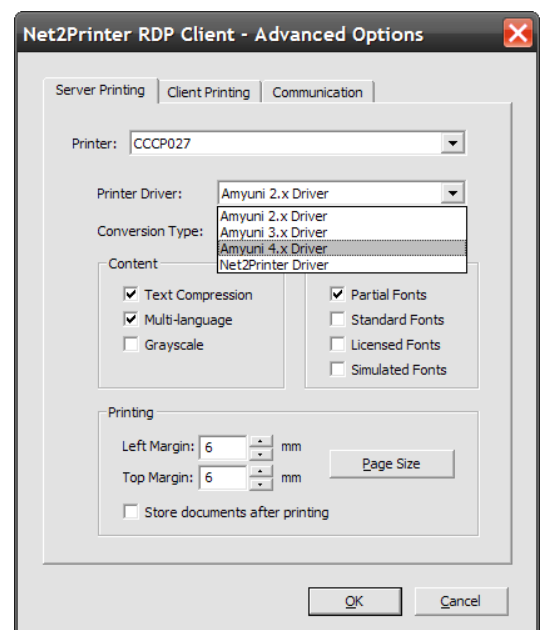 Net2Printer RDP Client - Advanced Options
Server Printing Client Printing Communication
Printer: CCCP027
Printer Driver: Amyuni 2.x Driver
Amyuni 2.x Driver
Conversion Type: Amyuni 3.x Driver
Amyuni 4.x Driver
Content Net2Printer Driver
Text Compression Partial Fonts
Multi-language Standard Fonts
Grayscale Licensed Fonts
Simulated Fonts
Printing
Left Margin: 6 mm
Page Size
Top Margin: 6 mm
Store documents after printing
OK Cancel